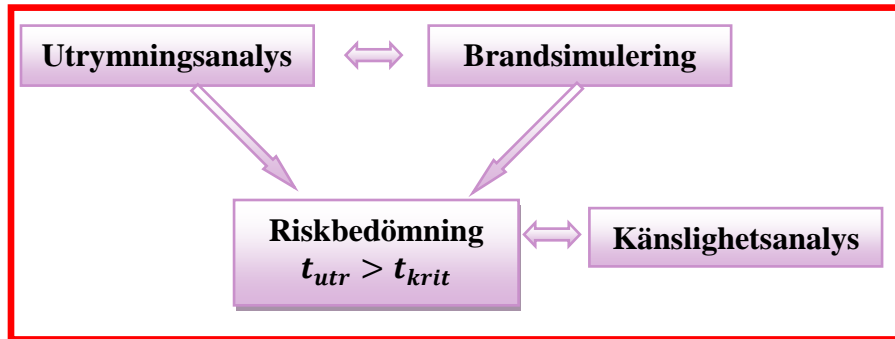 Utrymningsanalys
Brandsimulering
Riskbedömning
t_utr > t_krit
Känslighetsanalys